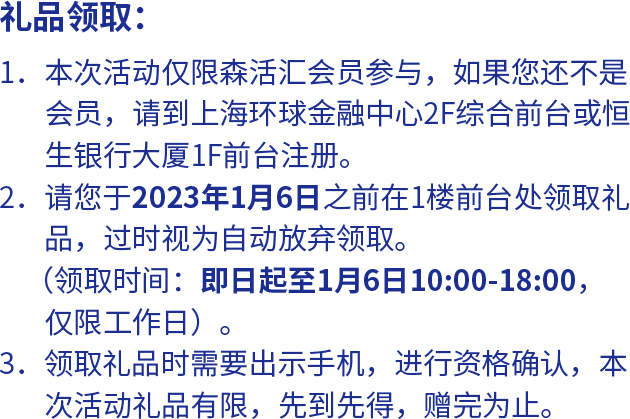 礼品领取：
1. 本次活动仅限森活汇会员参与，如果您还不是
会员，请到上海环球金融中心2F综合前台或恒
生银行大厦1F前台注册。
2. 请您于2023年1月6日之前在1楼前台处领取礼
品，过时视为自动放弃领取。
（领取时间：即日起至1月6日10:00-18:00，
仅限工作日）。
3. 领取礼品时需要出示手机，进行资格确认，本
次活动礼品有限，先到先得，赠完为止。